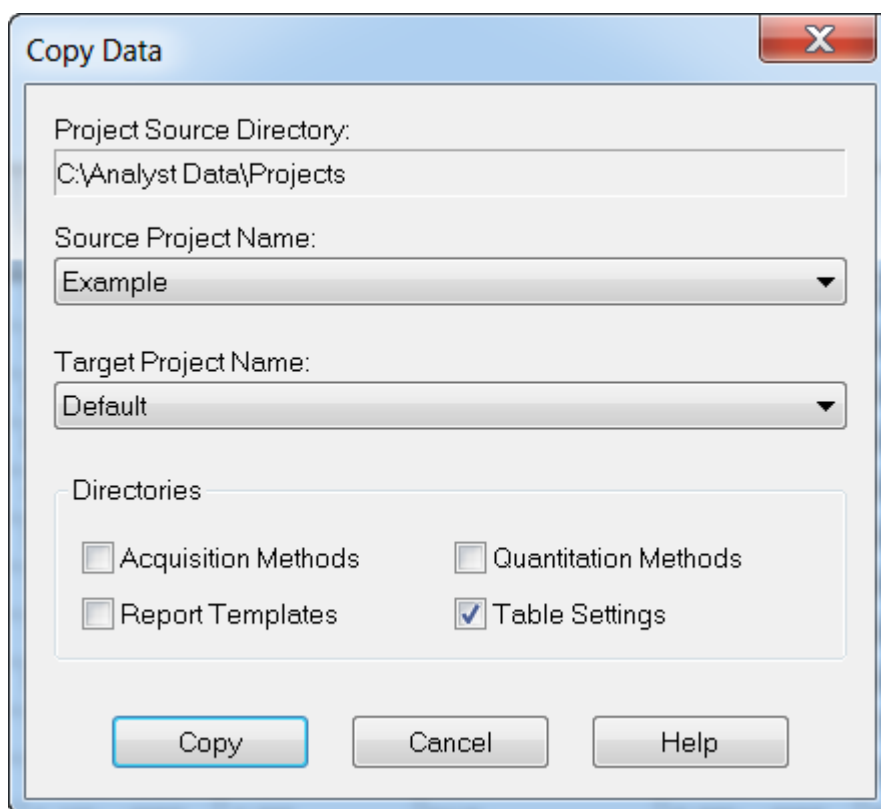 Copy Data
Project Source Directory:
C:\Analyst Data\Projects
Source Project Name:
Example
Target Project Name:
Default
Directories
Acquisition Methods Quantitation Methods
Report Templates Table Settings
Copy Cancel Help